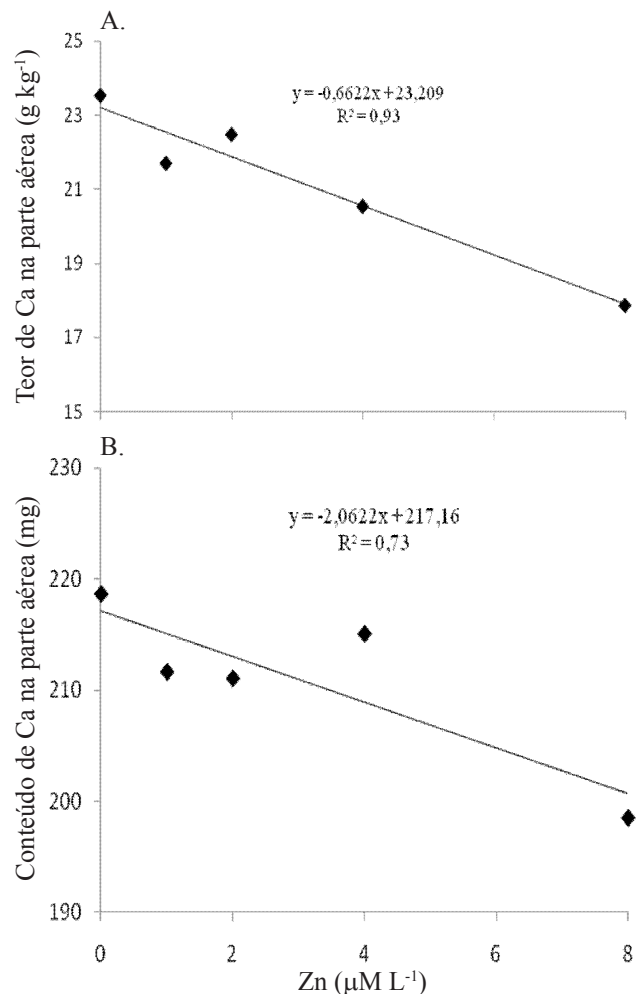 A.
25
23
21
19
17
15
Teor de Ca na parte aérea (g kg⁻¹)
y = -0,6622x + 23,209
R² = 0,93
B.
230
220
210
200
190
Conteúdo de Ca na parte aérea (mg)
y = -2,0622x + 217,16
R² = 0,73
0 2 4 6 8
Zn (μM L⁻¹)